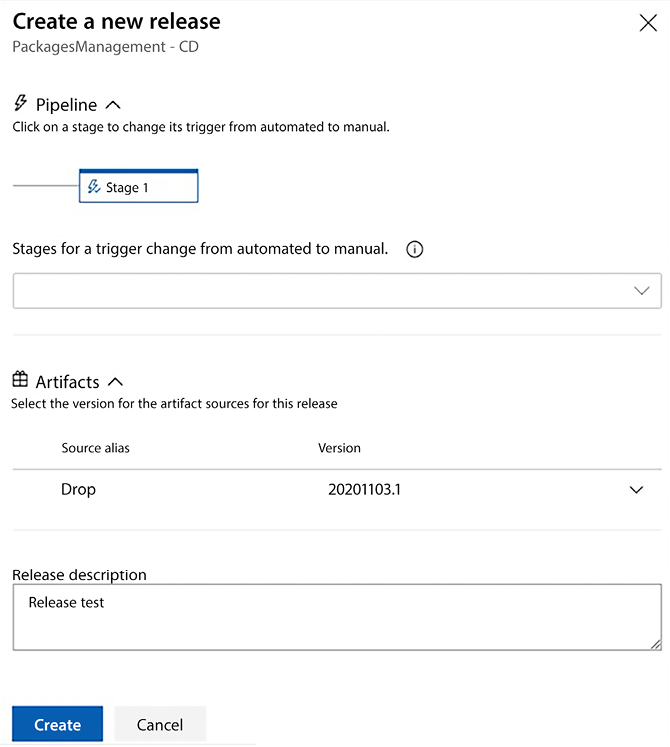 Create a new release
PackagesManagement - CD
Pipeline
Click on a stage to change its trigger from automated to manual.
Stage 1
Stages for a trigger change from automated to manual.
Artifacts
Select the version for the artifact sources for this release
Source alias Version
Drop 20201103.1
Release description
Release test
Create Cancel